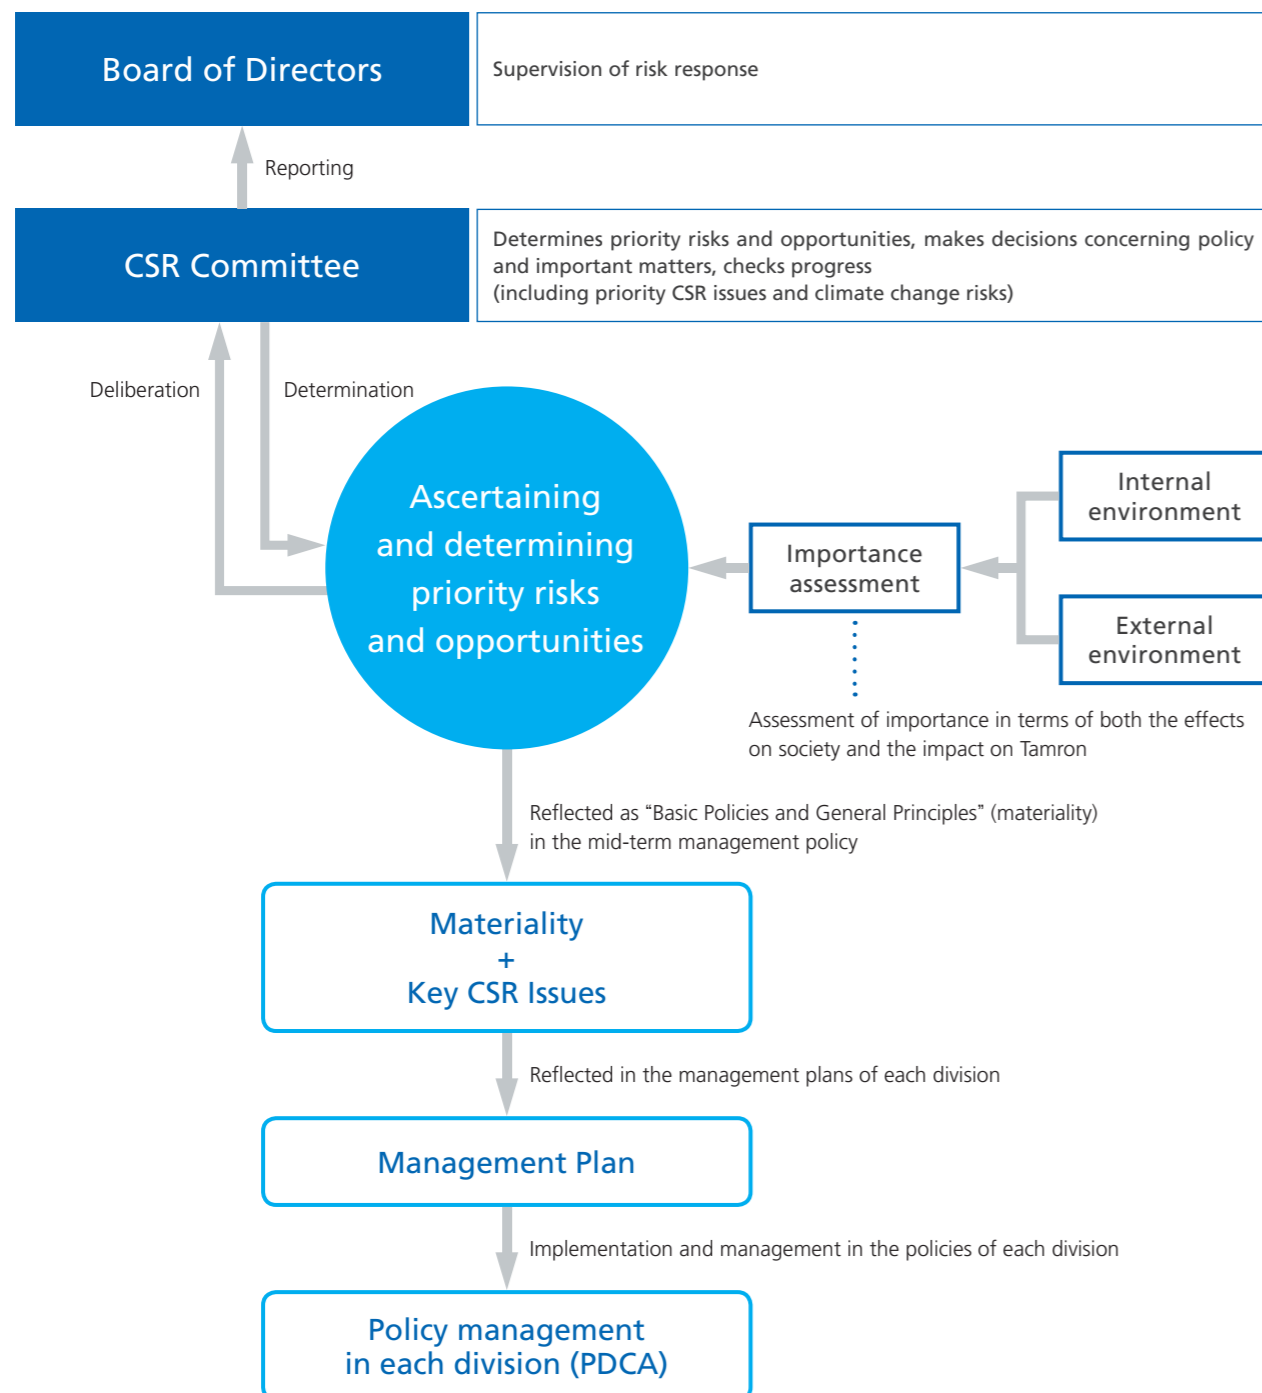 Board of Directors
Supervision of risk response
Reporting
CSR Committee
Determines priority risks and opportunities, makes decisions concerning policy
and important matters, checks progress
(including priority CSR issues and climate change risks)
Deliberation
Determination
Ascertaining
and determining
priority risks
and opportunities
Importance
assessment
Internal
environment
External
environment
Assessment of importance in terms of both the effects
on society and the impact on Tamron
Reflected as “Basic Policies and General Principles” (materiality)
in the mid-term management policy
Materiality
+
Key CSR Issues
Reflected in the management plans of each division
Management Plan
Implementation and management in the policies of each division
Policy management
in each division (PDCA)